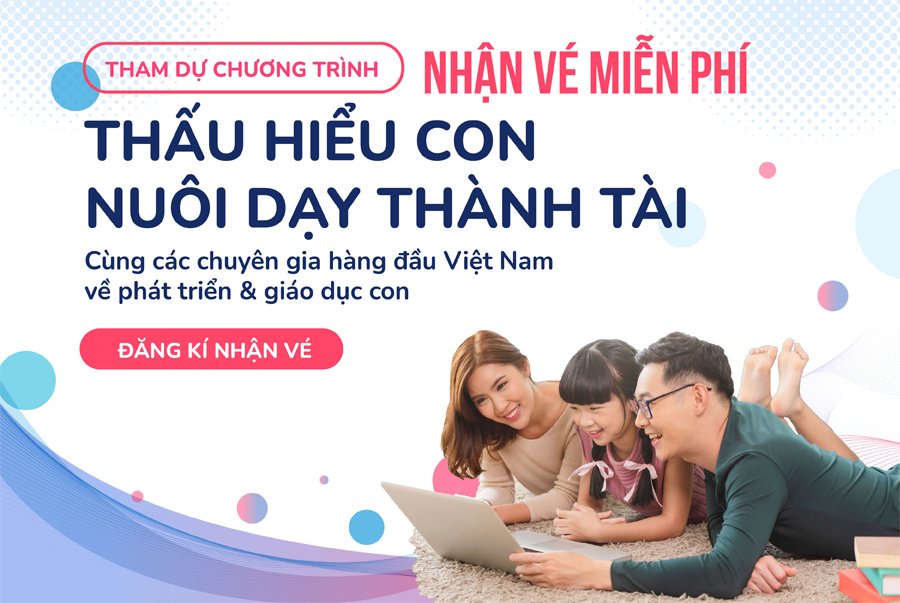 THAM DỰ CHƯƠNG TRÌNH
NHẬN VÉ MIỄN PHÍ
THẤU HIỂU CON
NUÔI DẠY THÀNH TÀI
Cùng các chuyên gia hàng đầu Việt Nam
về phát triển & giáo dục con
ĐĂNG KÍ NHẬN VÉ